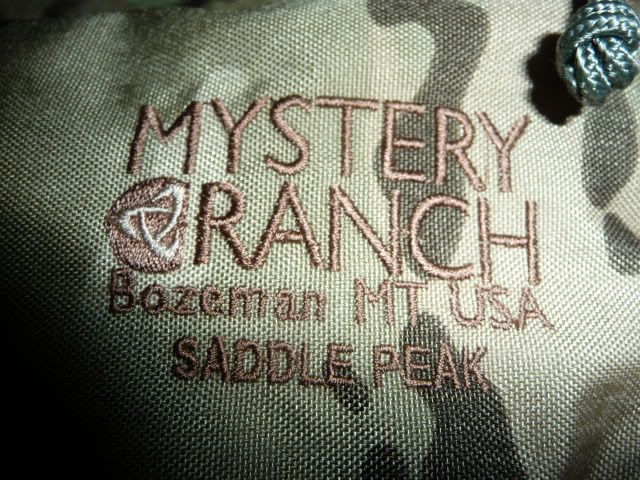 MYSTERY
RANCH
Bozeman MT USA
SADDLE PEAK